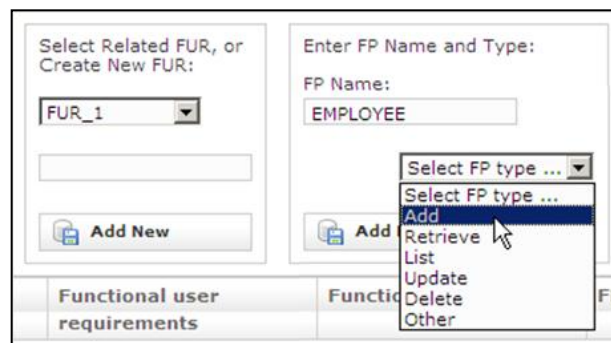 Select Related FUR, or
Create New FUR:
FUR_1
Add New
Enter FP Name and Type:
FP Name:
EMPLOYEE
Select FP type ...
Select FP type ...
Add
Retrieve
List
Update
Delete
Other
Add
Functional user
requirements
Functio
F